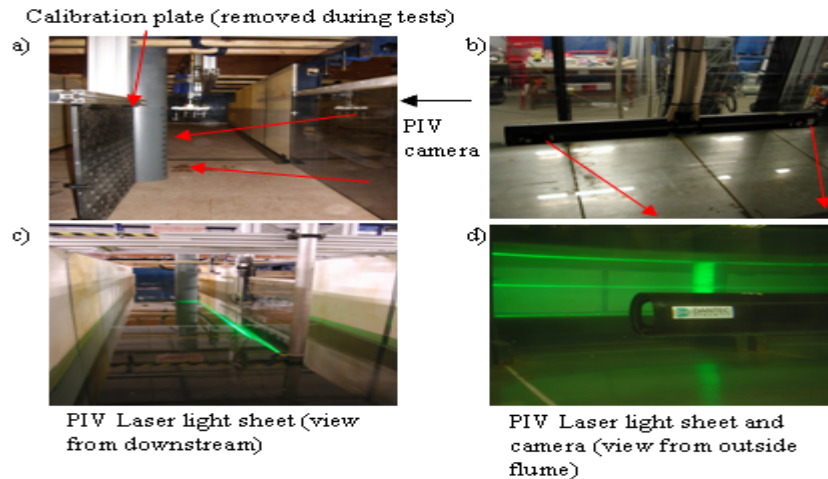 Calibration plate (removed during tests)
a)
b)
PIV
camera
c)
d)
DANTEC
PIV Laser light sheet (view
from downstream)
PIV Laser light sheet and
camera (view from outside
flume)